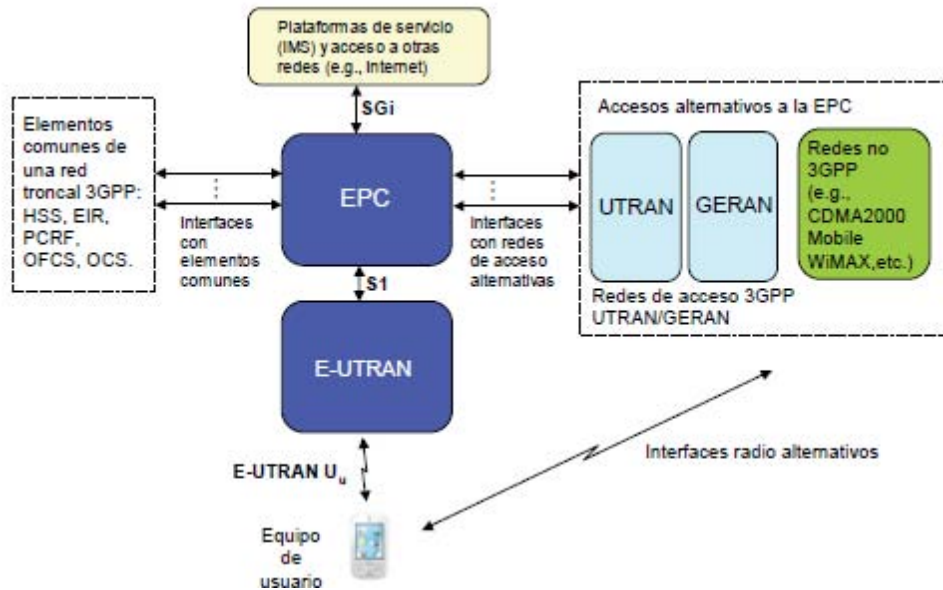 Plataformas de servicio
(IMS) y acceso a otras
redes (e.g., Internet)
SGi
Elementos
comunes de
una red
troncal 3GPP:
HSS, EIR,
PCRF,
OFCS, OCS.
Interfaces
con
elementos
comunes
EPC
Interfaces
con redes
de acceso
alternativas
Accesos alternativos a la EPC
UTRAN
GERAN
Redes no
3GPP
(e.g.,
CDMA2000
Mobile
WiMAX,etc.)
Redes de acceso 3GPP
UTRAN/GERAN
S1
E-UTRAN
E-UTRAN Uu
Interfaces radio alternativos
Equipo
de
usuario